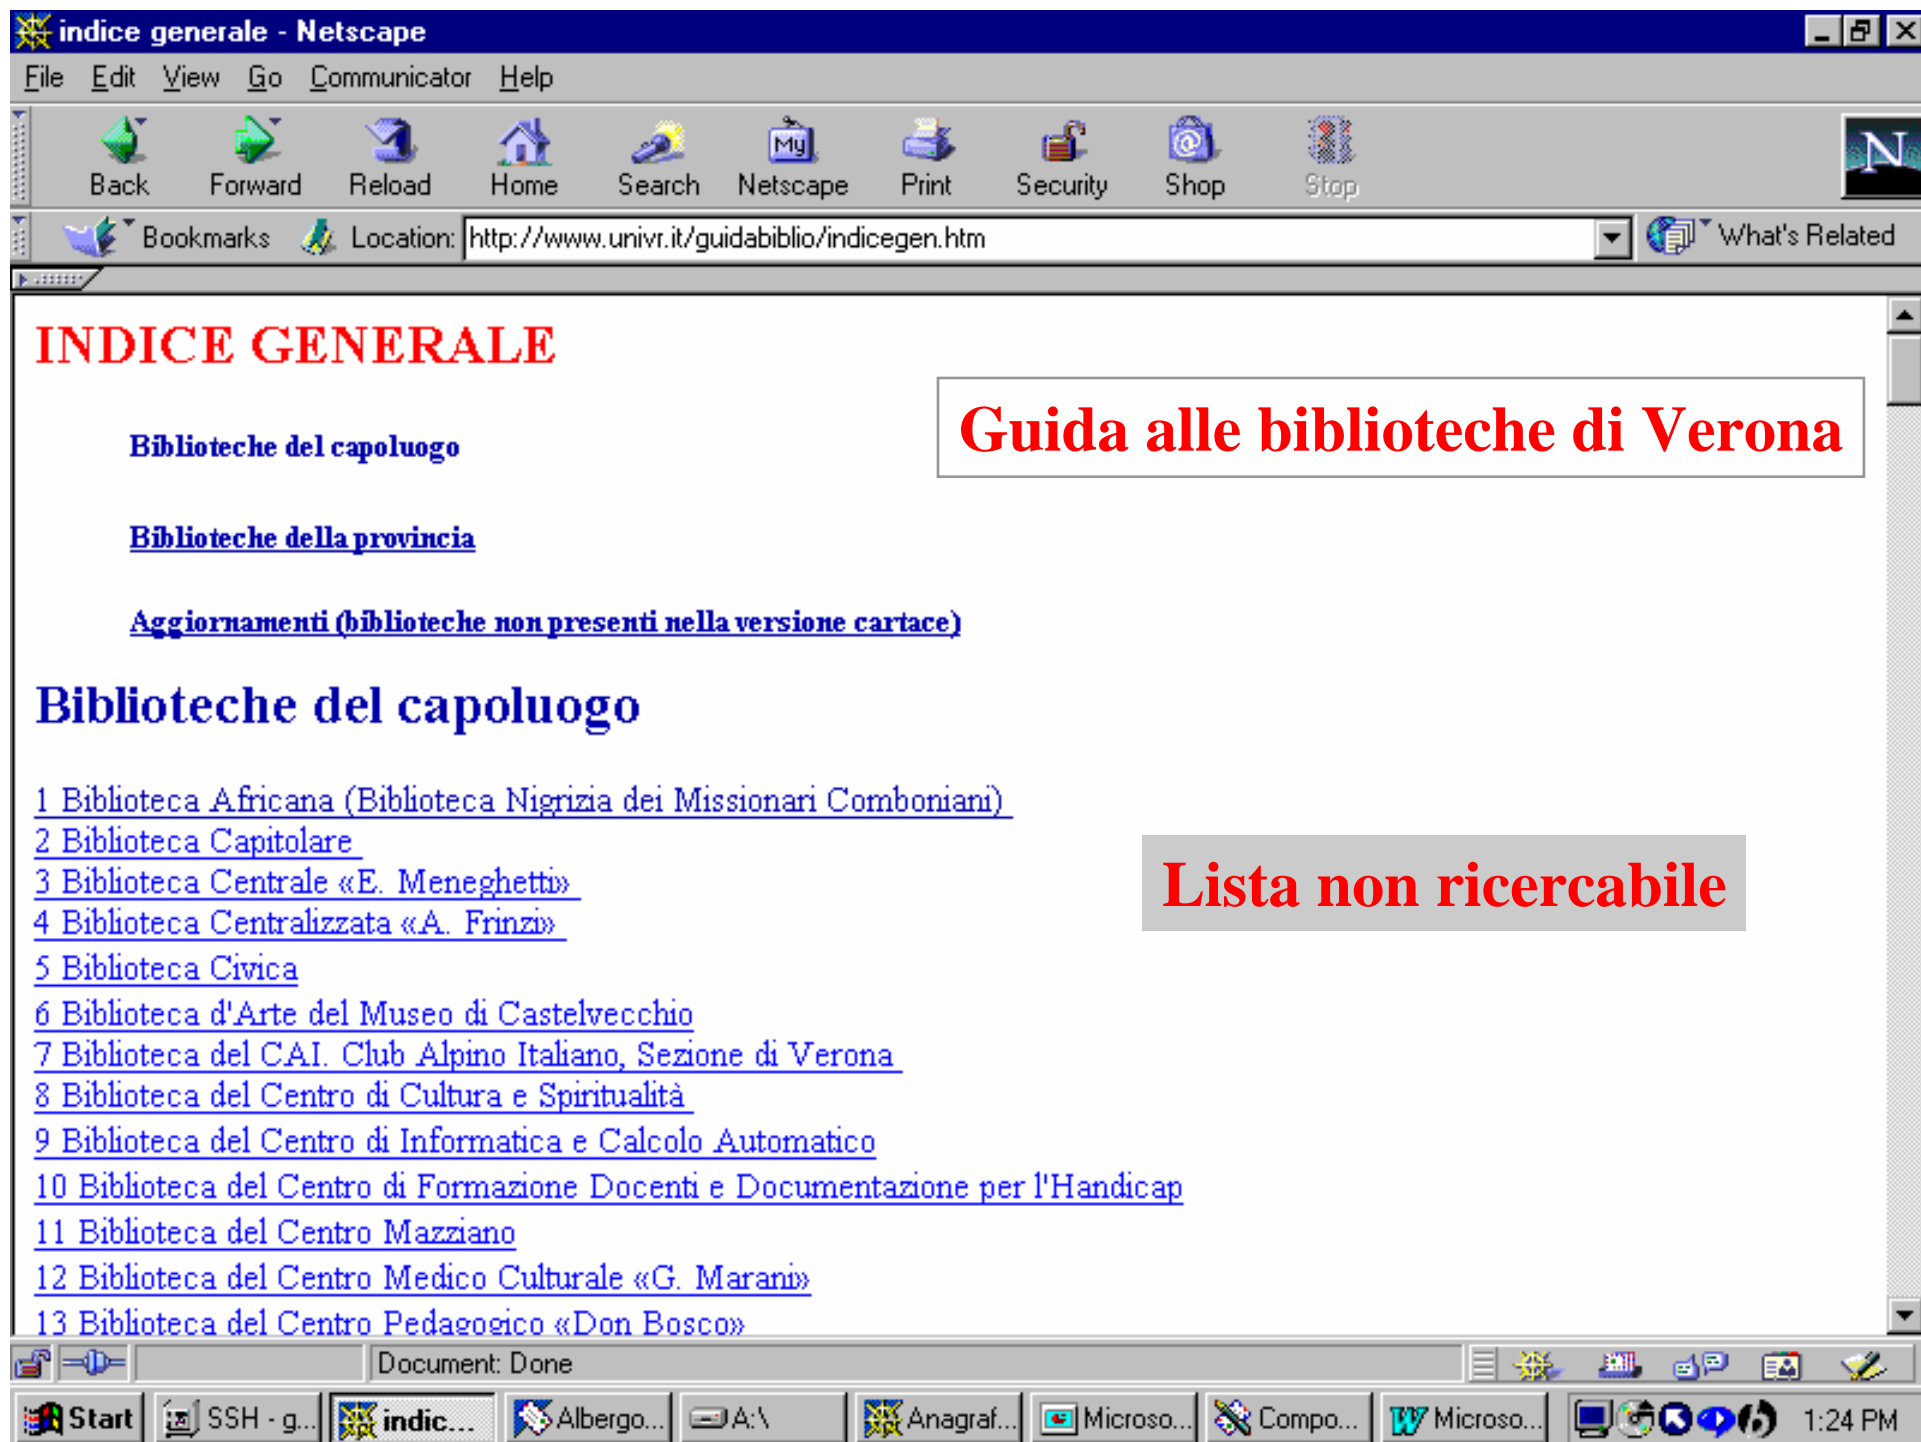 indice generale - Netscape
File Edit View Go Communicator Help
My
N
Back Forward Reload Home Search Netscape Print Security Shop Stop
Bookmarks Location: http://www.univr.it/guidabiblio/indicegen.htm What's Related
INDICE GENERALE
Guida alle biblioteche di Verona
Biblioteche del capoluogo
Biblioteche della provincia
Aggiornamenti (biblioteche non presenti nella versione cartace)
Biblioteche del capoluogo
1 Biblioteca Africana (Biblioteca Nigrizia dei Missionari Comboniani)
2 Biblioteca Capitolare
3 Biblioteca Centrale «E. Meneghetti»
Lista non ricercabile
4 Biblioteca Centralizzata «A. Frinzi»
5 Biblioteca Civica
6 Biblioteca d'Arte del Museo di Castelvecchio
7 Biblioteca del CAI. Club Alpino Italiano, Sezione di Verona
8 Biblioteca del Centro di Cultura e Spiritualità
9 Biblioteca del Centro di Informatica e Calcolo Automatico
10 Biblioteca del Centro di Formazione Docenti e Documentazione per l'Handicap
11 Biblioteca del Centro Mazziano
12 Biblioteca del Centro Medico Culturale «G. Marani»
13 Biblioteca del Centro Pedagogico «Don Bosco»
Document: Done
Start SSH - g... indic... Albergo... A:\ Anagraf... Microso... Compo... Microso... 1:24 PM